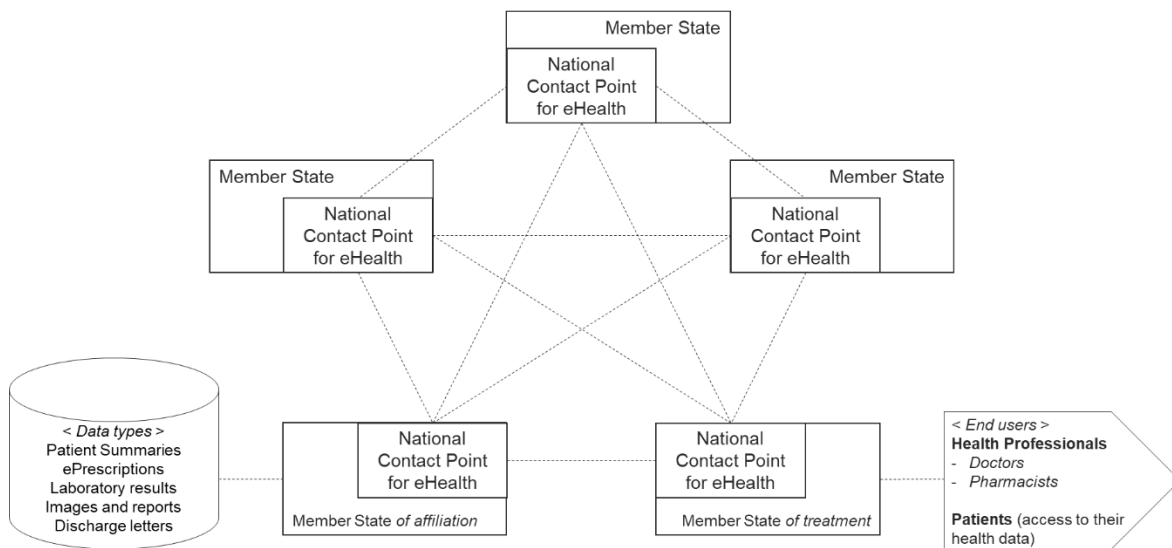 Member State
National
Contact Point
for eHealth
Member State
National
Contact Point
for eHealth
Member State
National
Contact Point
for eHealth
< Data types >
Patient Summaries
ePrescriptions
Laboratory results
Images and reports
Discharge letters
National
Contact Point
for eHealth
Member State of affiliation
National
Contact Point
for eHealth
Member State of treatment
< End users >
Health Professionals
- Doctors
- Pharmacists
Patients (access to their
health data)